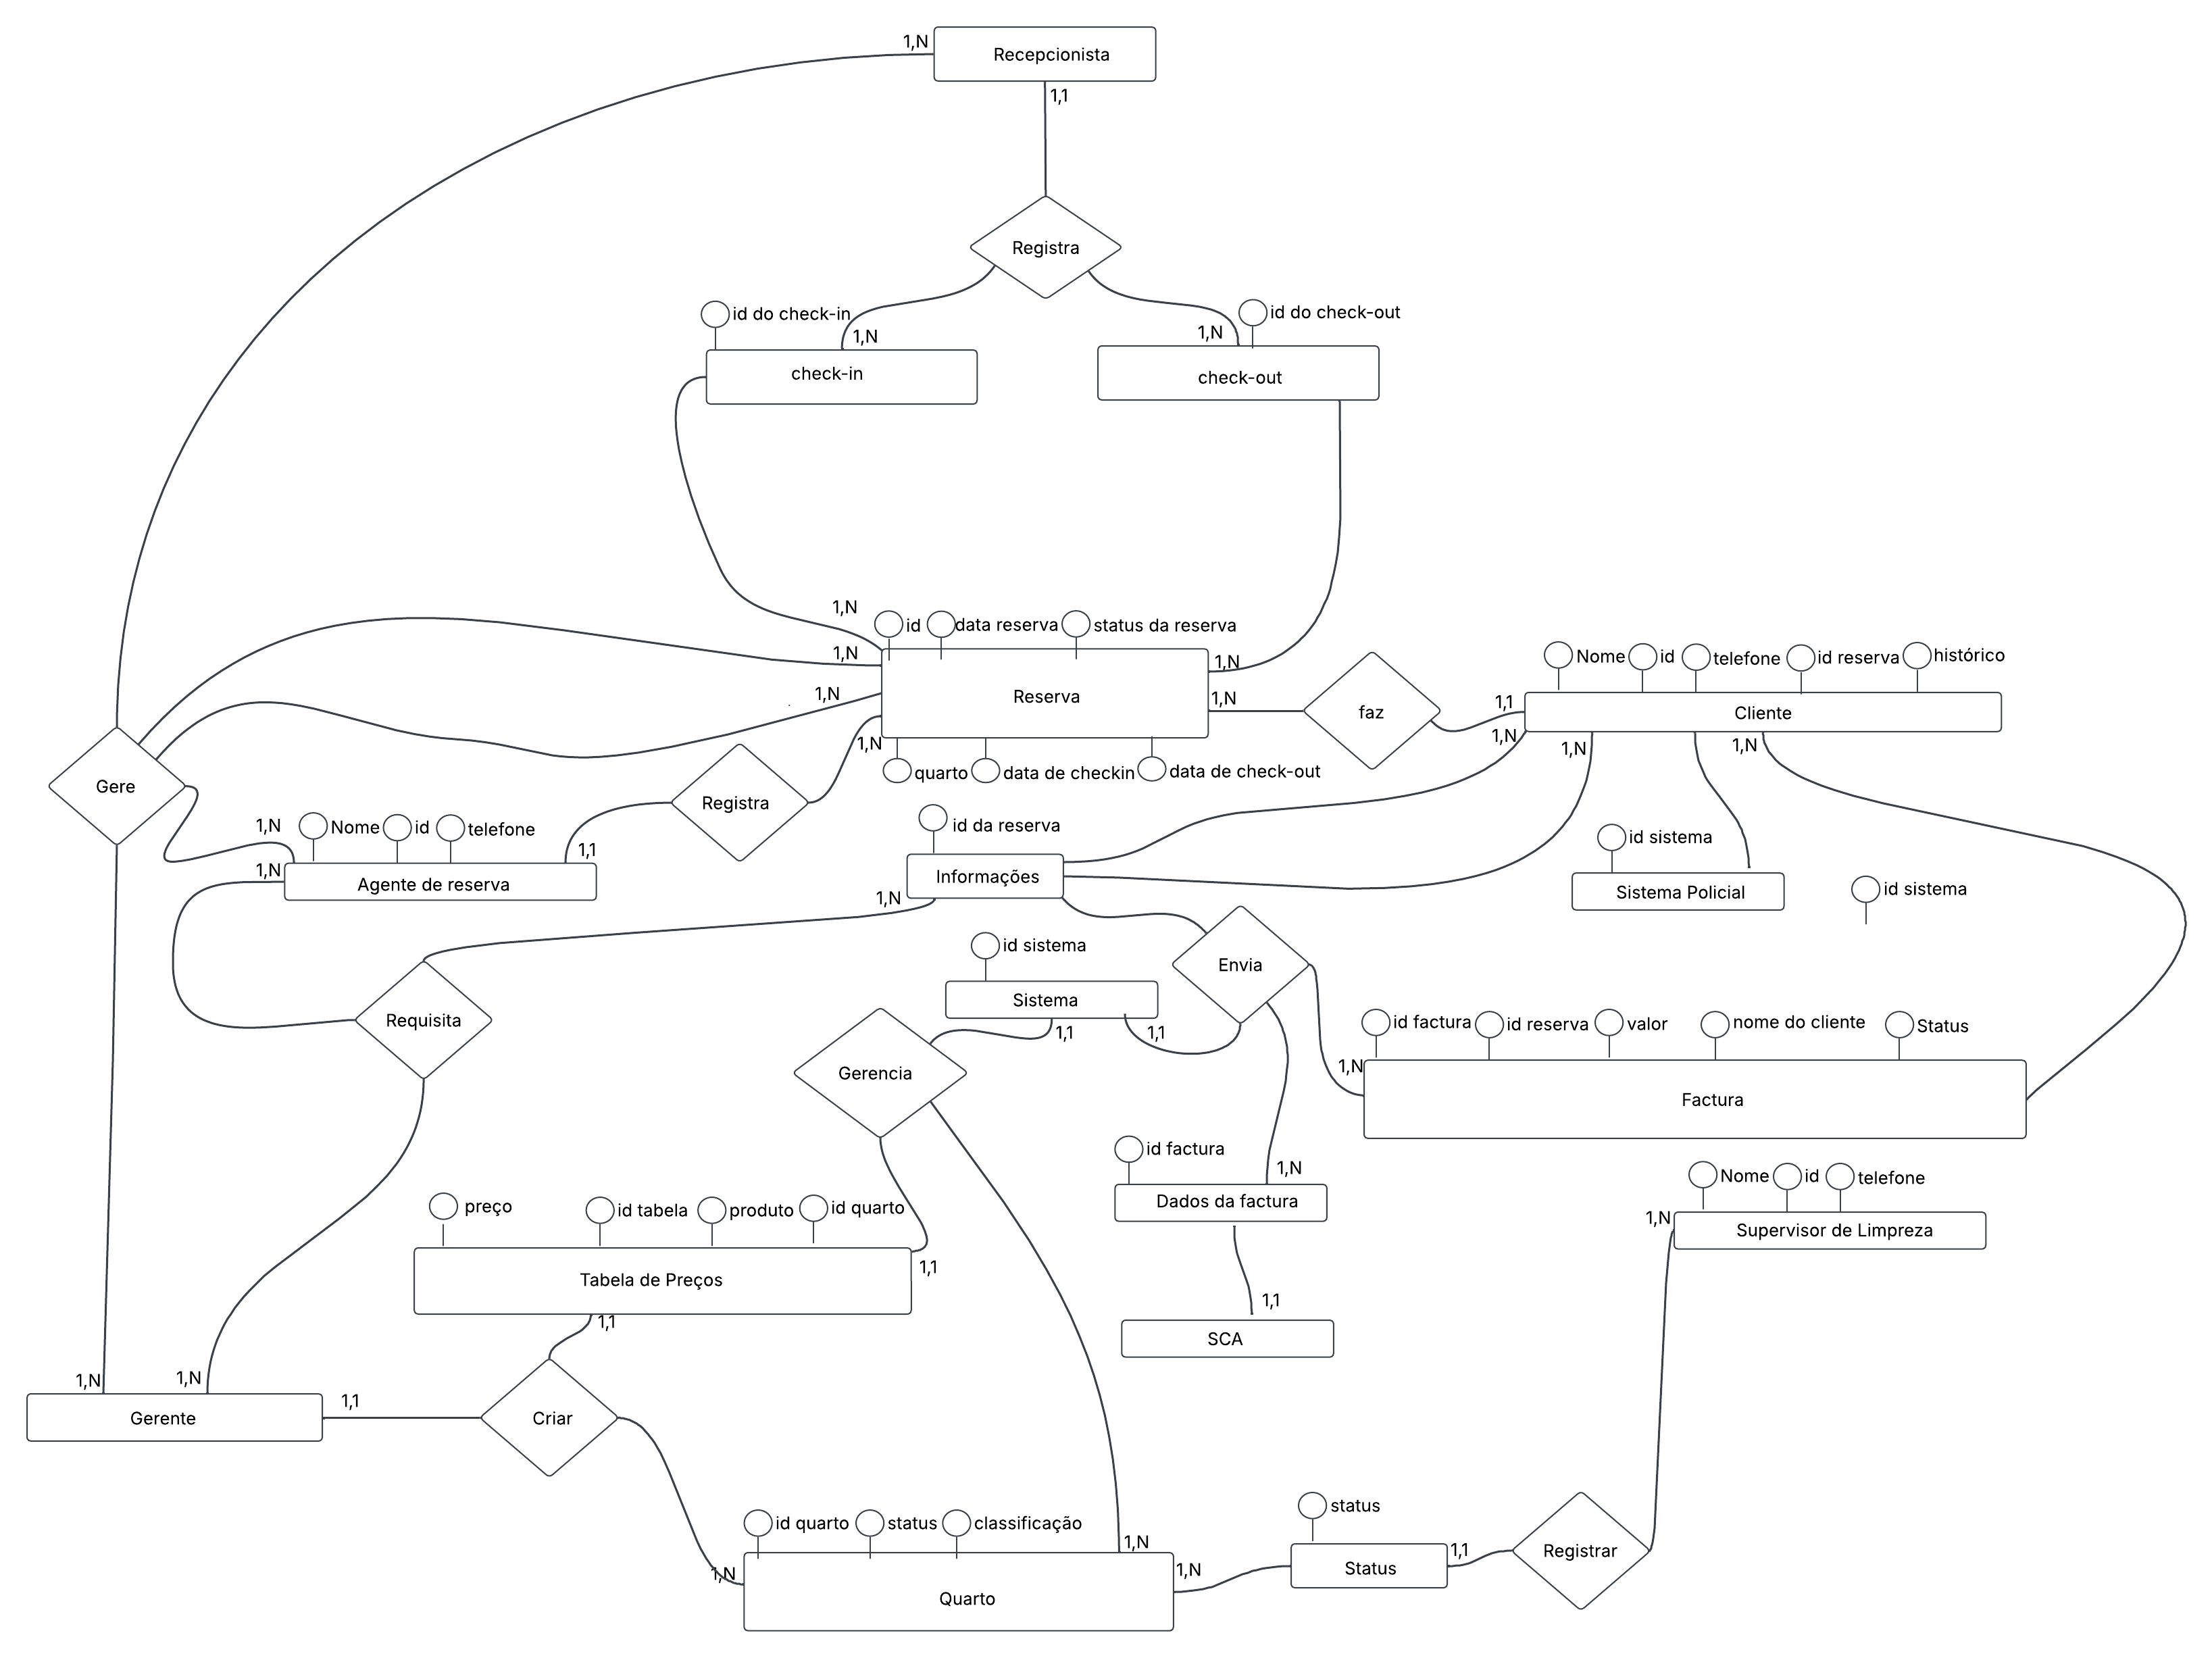 1,N
Recepcionista
1,1
Registra
id do check-in
id do check-out
1,N
1,N
check-in
check-out
1,N
id
data reserva
status da reserva
1,N
1,N
Reserva
1,N
1,N
1,N
quarto
data de checkin
data de check-out
faz
1,1
Nome
id
telefone
id reserva
histórico
Cliente
1,N
1,N
1,N
Gere
Registra
1,N
Nome
id
telefone
1,1
1,N
Agente de reserva
id da reserva
Informações
1,N
id sistema
Sistema Policial
id sistema
Requisita
id sistema
Sistema
1,1
1,1
Envia
Gerencia
id factura
id reserva
valor
nome do cliente
Status
1,N
Factura
id factura
1,N
Dados da factura
1,1
SCA
Nome
id
telefone
1,N
Supervisor de Limpreza
preço
id tabela
produto
id quarto
Tabela de Preços
1,1
1,1
1,N
1,N
Gerente
1,1
Criar
1,N
id quarto
status
classificação
1,N
Quarto
1,N
status
Status
1,1
Registrar